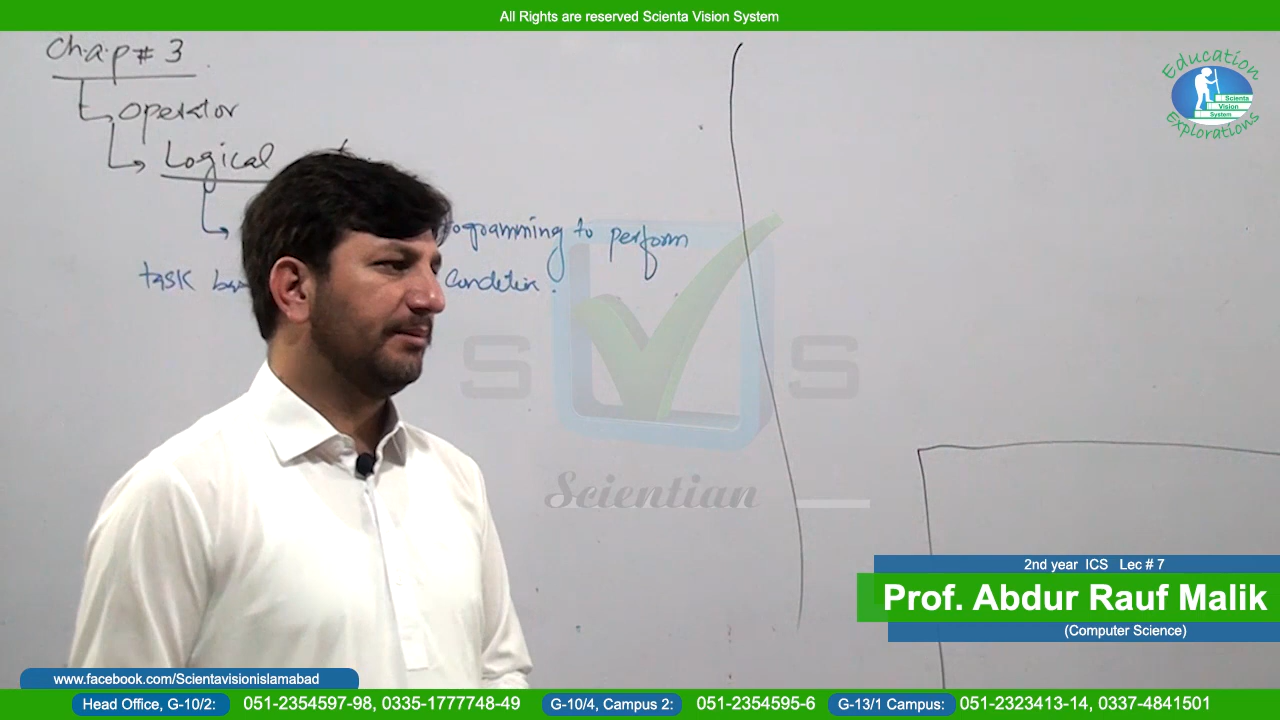 All Rights are reserved Scienta Vision System
Chap # 3
operator
Logical
programming to perform
task
Education
Scienta
Vision
System
Explorations
S S
Scientian
2nd year ICS Lec # 7
Prof. Abdur Rauf Malik
(Computer Science)
www.facebook.com/Scientavisionislamabad
Head Office, G-10/2: 051-2354597-98, 0335-1777748-49 G-10/4, Campus 2: 051-2354595-6 G-13/1 Campus: 051-2323413-14, 0337-4841501